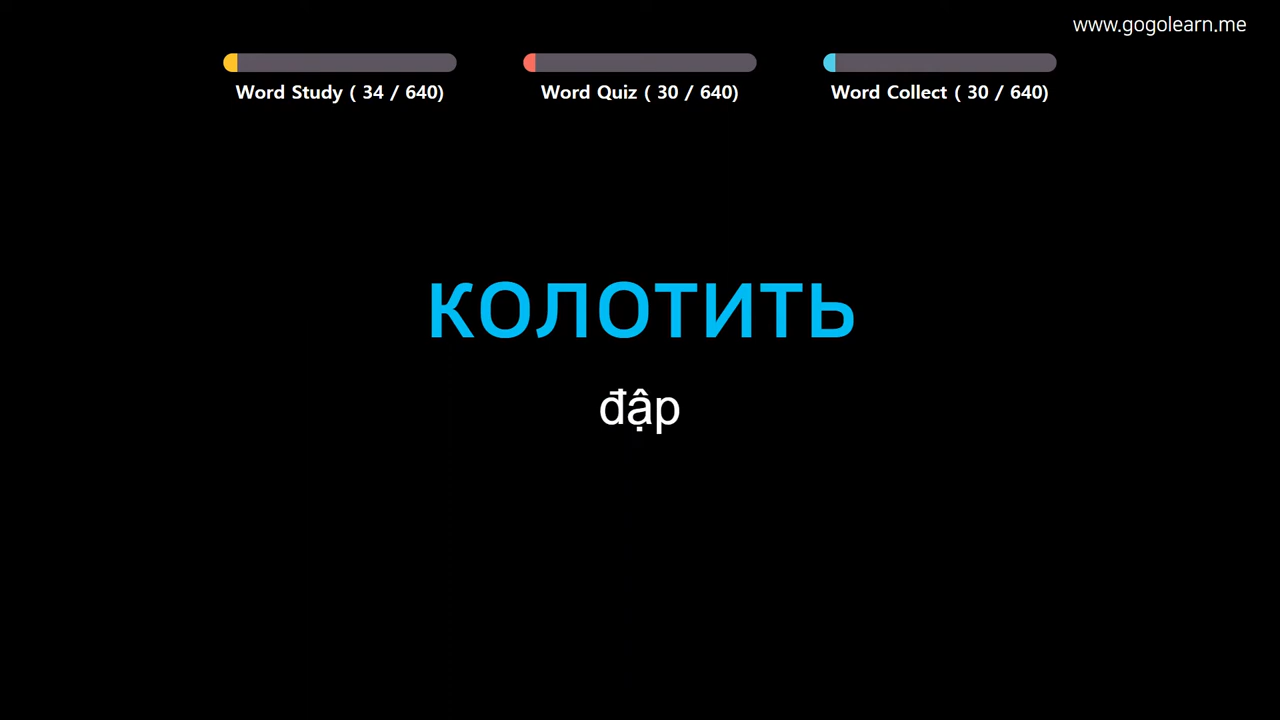 www.gogolearn.me
Word Study ( 34 / 640)
Word Quiz ( 30 / 640)
Word Collect ( 30 / 640)
колотить
đập